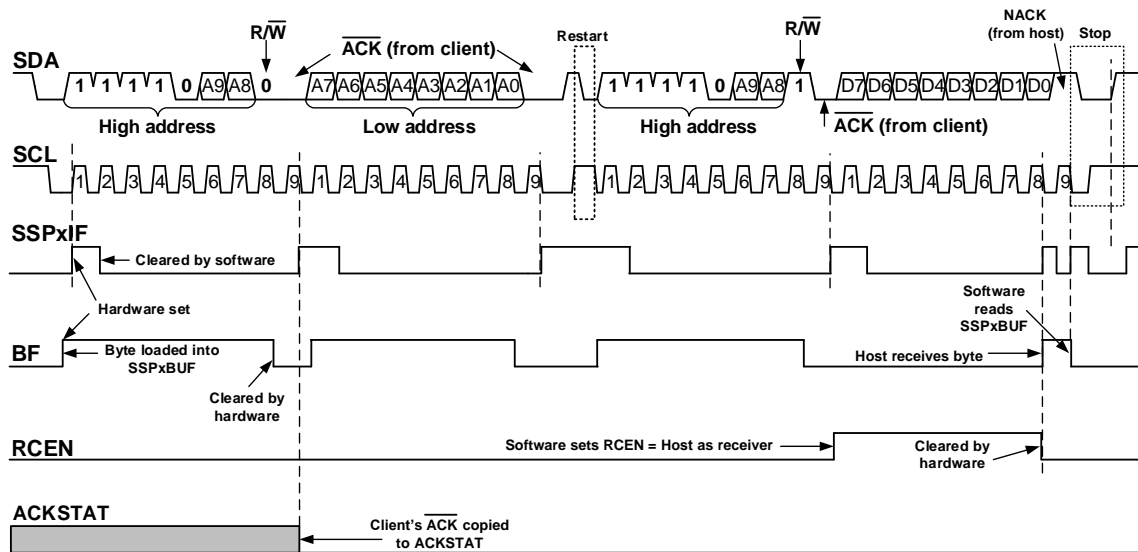 R/W̅ A̅C̅K̅ (from client) Restart R/W̅ NACK (from host) Stop
SDA
1 1 1 1 0 A9 A8 0 A7 A6 A5 A4 A3 A2 A1 A0 1 1 1 1 0 A9 A8 1 D7 D6 D5 D4 D3 D2 D1 D0
High address Low address High address A̅C̅K̅ (from client)
SCL
1 2 3 4 5 6 7 8 9 1 2 3 4 5 6 7 8 9 1 2 3 4 5 6 7 8 9 1 2 3 4 5 6 7 8 9
SSPxIF
Cleared by software
Hardware set
Software
reads
SSPxBUF
BF
Byte loaded into
SSPxBUF
Host receives byte
Cleared by
hardware
RCEN
Software sets RCEN = Host as receiver
Cleared by
hardware
ACKSTAT
Client's A̅C̅K̅ copied
to ACKSTAT